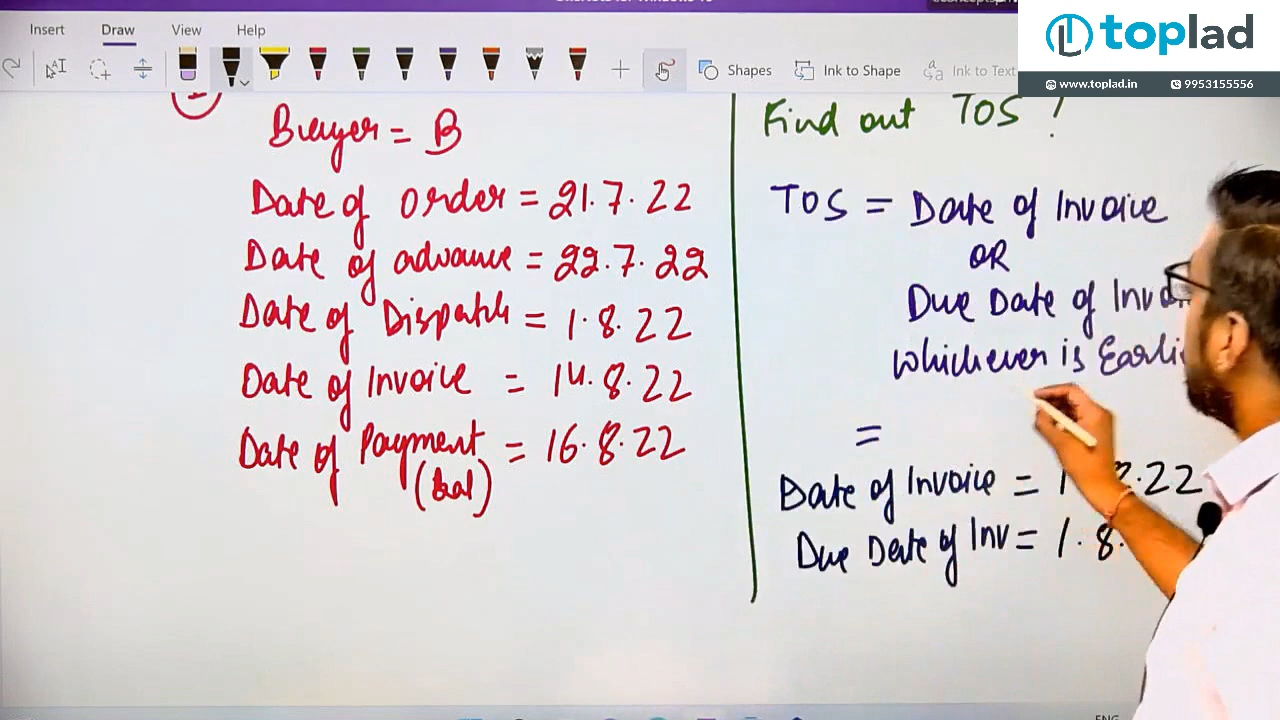 Insert Draw View Help
Shapes Ink to Shape Ink to Text
toplad
www.toplad.in 9953155556
Buyer = B
Date of order = 21.7.22
Date of advance = 22.7.22
Date of Dispatch = 1.8.22
Date of Invoice = 14.8.22
Date of Payment = 16.8.22
(bal)
Find out TOS !
TOS = Date of Invoice
OR
Due Date of
Whichever is
=
Date of Invoice = .22
Due Date of Inv = 1.8.
ENG